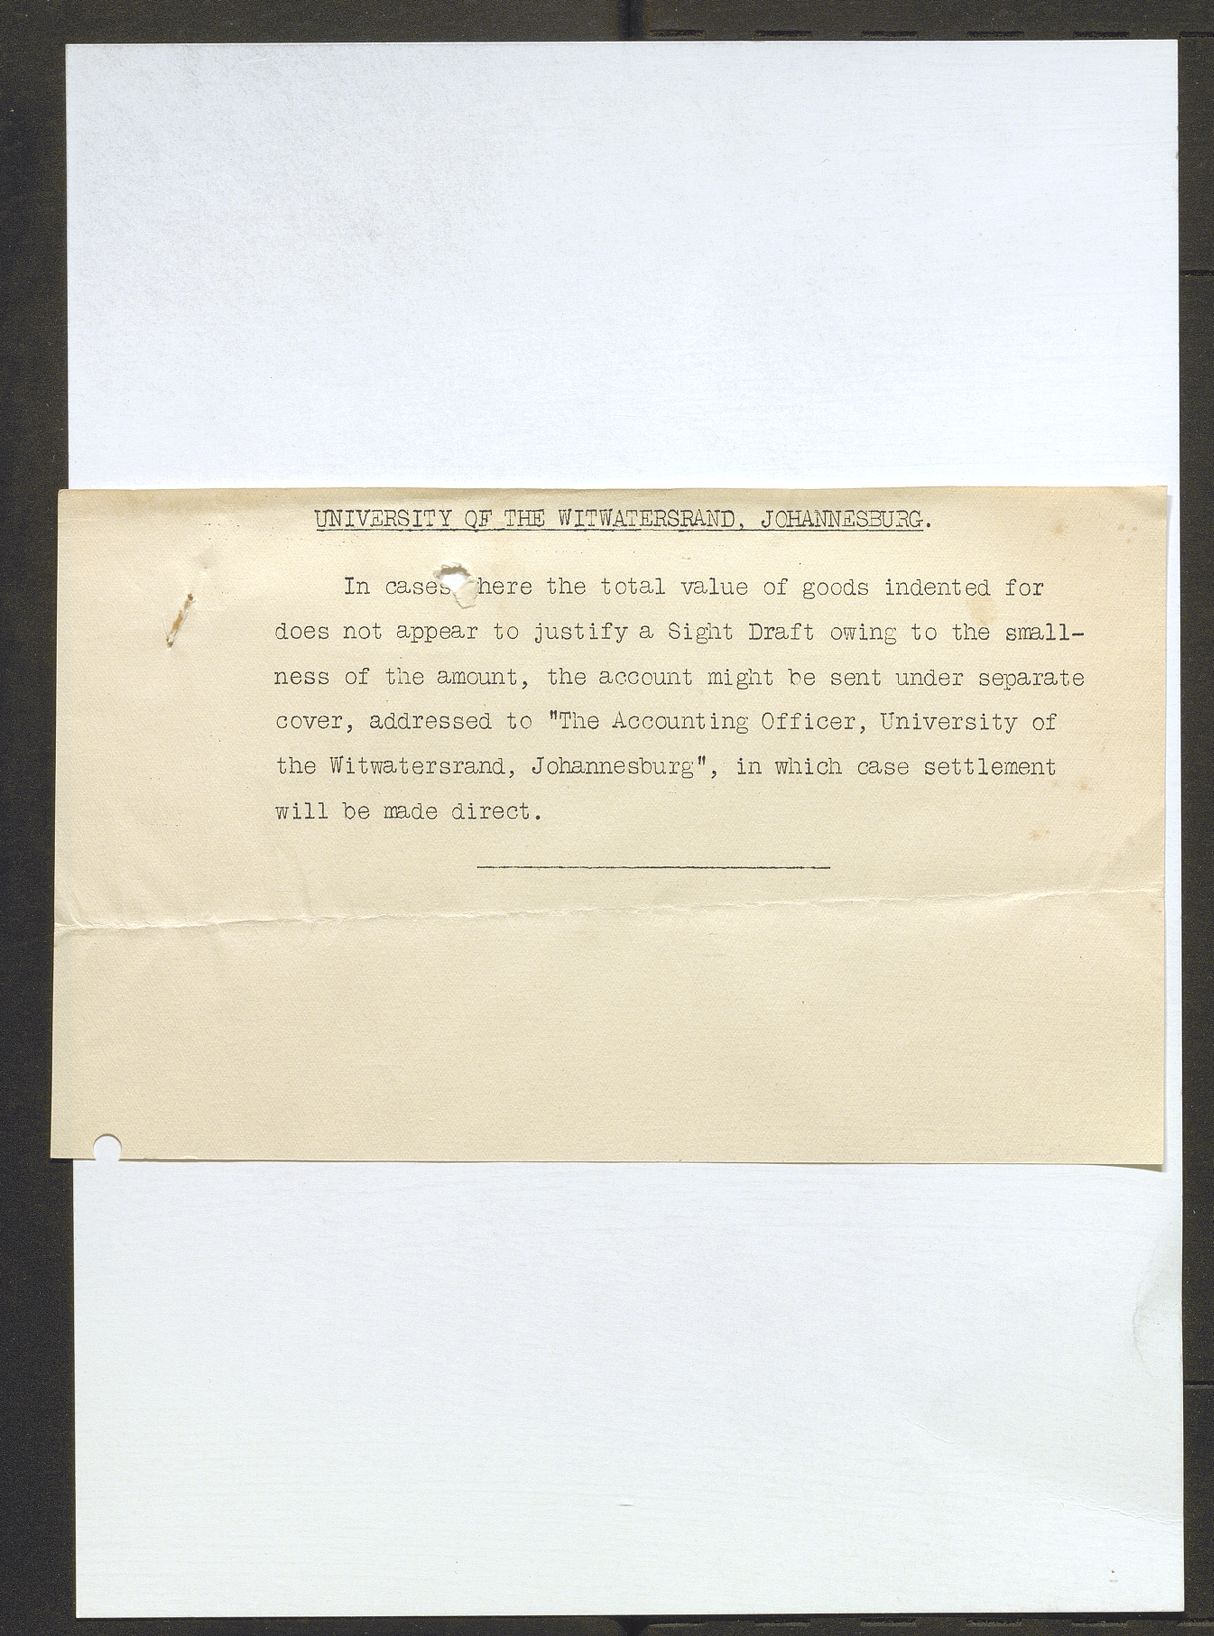 UNIVERSITY OF THE WITWATERSRAND, JOHANNESBURG.
In cases here the total value of goods indented for
does not appear to justify a Sight Draft owing to the small-
ness of the amount, the account might be sent under separate
cover, addressed to "The Accounting Officer, University of
the Witwatersrand, Johannesburg", in which case settlement
will be made direct.